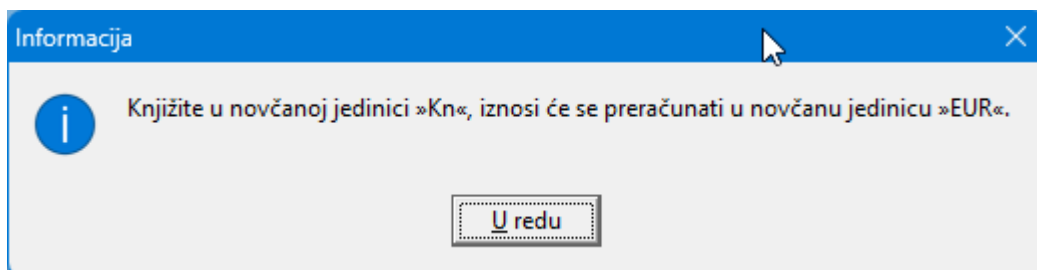 Informacija
Knjižite u novčanoj jedinici »Kn«, iznosi će se preračunati u novčanu jedinicu »EUR«.
U redu